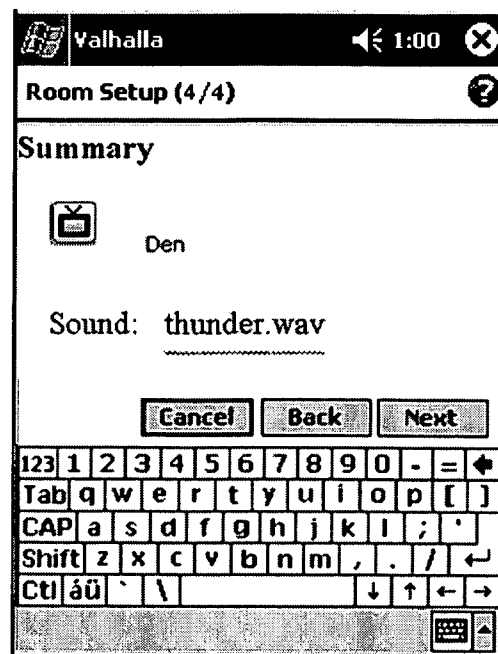 Valhalla 1:00
Room Setup (4/4)
Summary
Den
Sound: thunder.wav
Cancel Back Next
123 1 2 3 4 5 6 7 8 9 0 - =
Tab q w e r t y u i o p [ ]
CAP a s d f g h j k l ; '
Shift z x c v b n m , . /
Ctl áü ` \ ↓ ↑ ← →